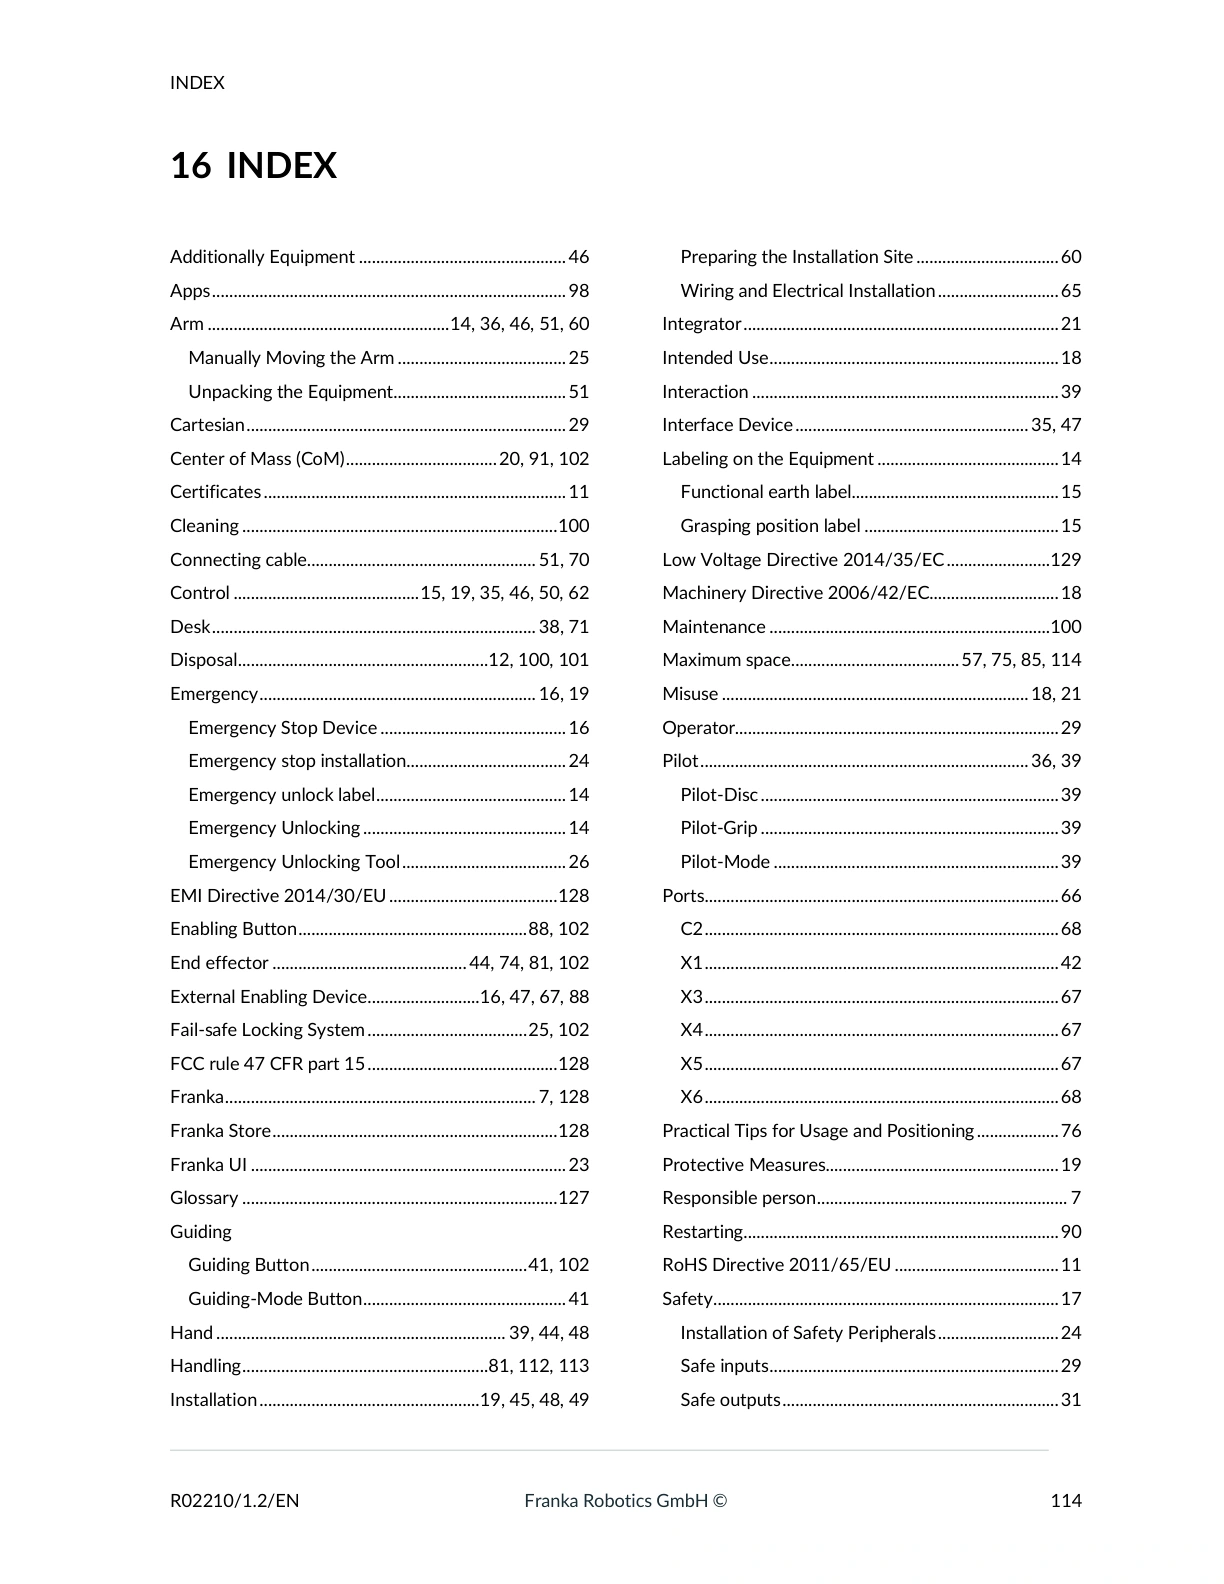 INDEX
16 INDEX
Additionally Equipment ............................................... 46
Apps................................................................................. 98
Arm .......................................................14, 36, 46, 51, 60
Manually Moving the Arm ...................................... 25
Unpacking the Equipment....................................... 51
Cartesian......................................................................... 29
Center of Mass (CoM).................................. 20, 91, 102
Certificates ..................................................................... 11
Cleaning ........................................................................100
Connecting cable.................................................... 51, 70
Control ..........................................15, 19, 35, 46, 50, 62
Desk.......................................................................... 38, 71
Disposal.........................................................12, 100, 101
Emergency............................................................... 16, 19
Emergency Stop Device .......................................... 16
Emergency stop installation.................................... 24
Emergency unlock label........................................... 14
Emergency Unlocking .............................................. 14
Emergency Unlocking Tool..................................... 26
EMI Directive 2014/30/EU ......................................128
Enabling Button....................................................88, 102
End effector ............................................ 44, 74, 81, 102
External Enabling Device.........................16, 47, 67, 88
Fail-safe Locking System ....................................25, 102
FCC rule 47 CFR part 15...........................................128
Franka....................................................................... 7, 128
Franka Store.................................................................128
Franka UI ........................................................................ 23
Glossary ........................................................................127
Guiding
Guiding Button.................................................41, 102
Guiding-Mode Button.............................................. 41
Hand .................................................................. 39, 44, 48
Handling........................................................81, 112, 113
Installation..................................................19, 45, 48, 49
Preparing the Installation Site ................................ 60
Wiring and Electrical Installation........................... 65
Integrator........................................................................ 21
Intended Use.................................................................. 18
Interaction ...................................................................... 39
Interface Device..................................................... 35, 47
Labeling on the Equipment ......................................... 14
Functional earth label............................................... 15
Grasping position label ............................................ 15
Low Voltage Directive 2014/35/EC.......................129
Machinery Directive 2006/42/EC............................. 18
Maintenance ................................................................100
Maximum space...................................... 57, 75, 85, 114
Misuse ...................................................................... 18, 21
Operator.......................................................................... 29
Pilot........................................................................... 36, 39
Pilot-Disc .................................................................... 39
Pilot-Grip .................................................................... 39
Pilot-Mode ................................................................. 39
Ports................................................................................. 66
C2................................................................................. 68
X1................................................................................. 42
X3................................................................................. 67
X4................................................................................. 67
X5................................................................................. 67
X6................................................................................. 68
Practical Tips for Usage and Positioning ................... 76
Protective Measures..................................................... 19
Responsible person......................................................... 7
Restarting........................................................................ 90
RoHS Directive 2011/65/EU ..................................... 11
Safety............................................................................... 17
Installation of Safety Peripherals............................ 24
Safe inputs.................................................................. 29
Safe outputs............................................................... 31
R02210/1.2/EN
Franka Robotics GmbH ©
114